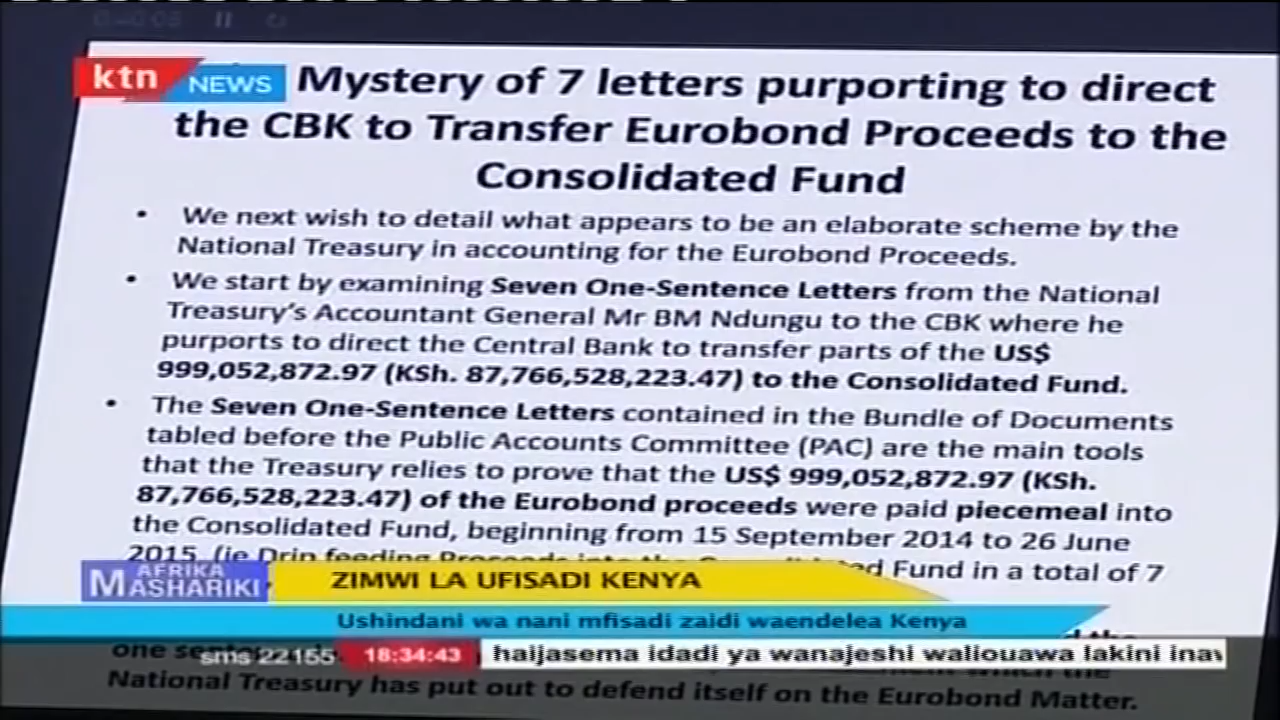 ktn NEWS
Mystery of 7 letters purporting to direct
the CBK to Transfer Eurobond Proceeds to the
Consolidated Fund
• We next wish to detail what appears to be an elaborate scheme by the
National Treasury in accounting for the Eurobond Proceeds.
• We start by examining Seven One-Sentence Letters from the National
Treasury's Accountant General Mr BM Ndungu to the CBK where he
purports to direct the Central Bank to transfer parts of the US$
999,052,872.97 (KSh. 87,766,528,223.47) to the Consolidated Fund.
• The Seven One-Sentence Letters contained in the Bundle of Documents
tabled before the Public Accounts Committee (PAC) are the main tools
that the Treasury relies to prove that the US$ 999,052,872.97 (KSh.
87,766,528,223.47) of the Eurobond proceeds were paid piecemeal into
the Consolidated Fund, beginning from 15 September 2014 to 26 June
2015, (ie Drip feeding Proceeds into the Fund in a total of 7
AFRIKA
MASHARIKI
ZIMWI LA UFISADI KENYA
Ushindani wa nani mfisadi zaidi waendelea Kenya
one
sms 22155
18:34:43
haijasema idadi ya wanajeshi waliouawa lakini inav
National Treasury has put out to defend itself on the Eurobond Matter.